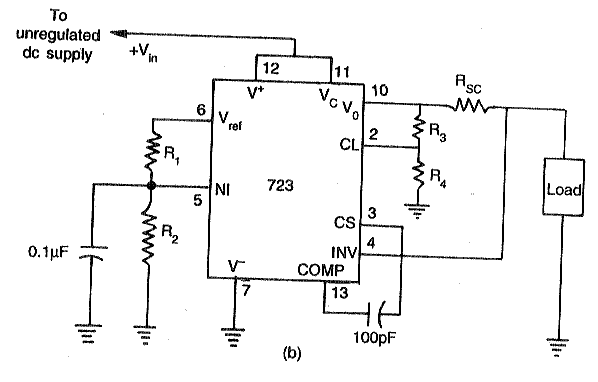 To
unregulated
dc supply
+Vin
12
11
V+
VC
V0
10
RSC
6
Vref
2
R3
CL
R1
R4
723
Load
NI
5
3
CS
R2
4
INV
0.1μF
V–
COMP
7
13
100pF
(b)